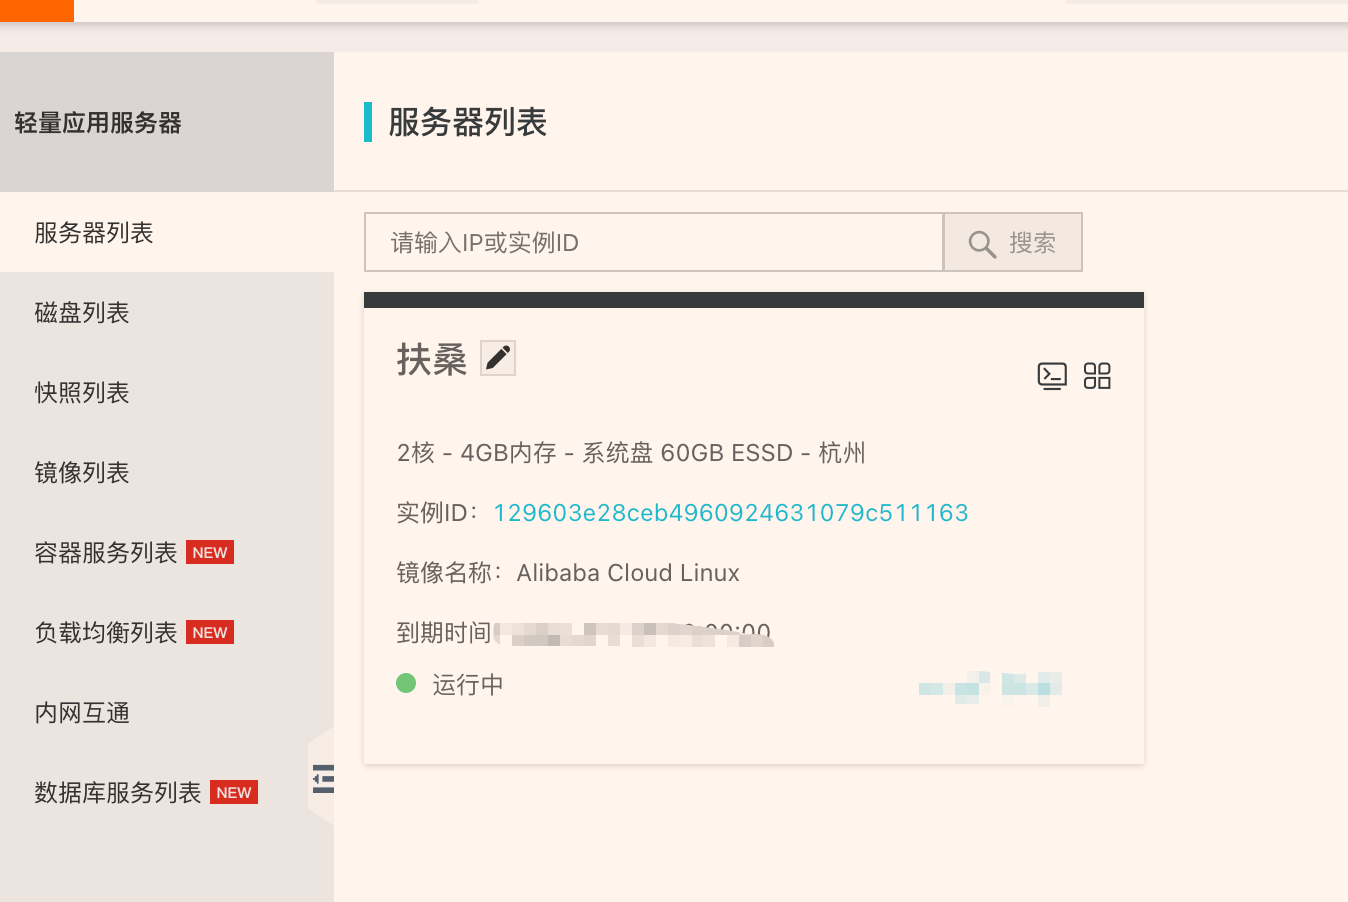 轻量应用服务器
服务器列表
磁盘列表
快照列表
镜像列表
容器服务列表 NEW
负载均衡列表 NEW
内网互通
数据库服务列表 NEW
服务器列表
请输入IP或实例ID
搜索
扶桑
2核 - 4GB内存 - 系统盘 60GB ESSD - 杭州
实例ID：129603e28ceb4960924631079c511163
镜像名称：Alibaba Cloud Linux
到期时间
运行中